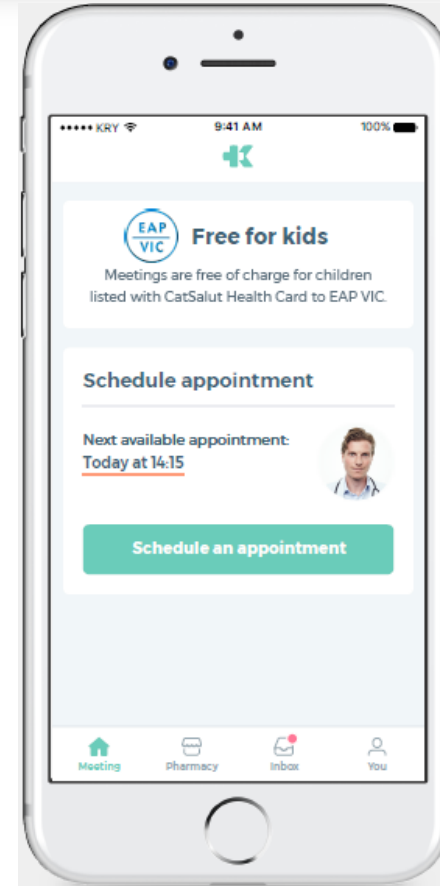 ••••• KRY 9:41 AM 100%
EAP
VIC
Free for kids
Meetings are free of charge for children
listed with CatSalut Health Card to EAP VIC.
Schedule appointment
Next available appointment:
Today at 14:15
Schedule an appointment
Meeting Pharmacy Inbox You